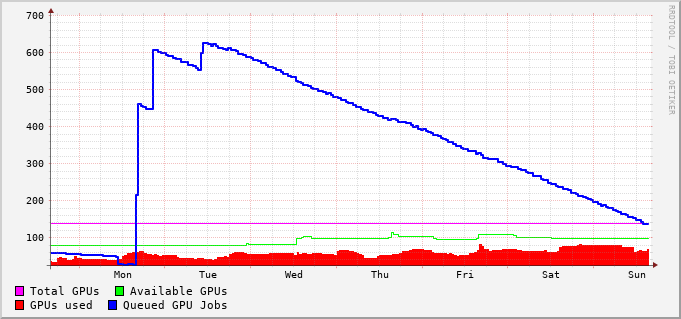 700
600
500
400
300
200
100
Mon Tue Wed Thu Fri Sat Sun
Total GPUs Available GPUs
GPUs used Queued GPU Jobs
RRDTOOL / TOBI OETIKER